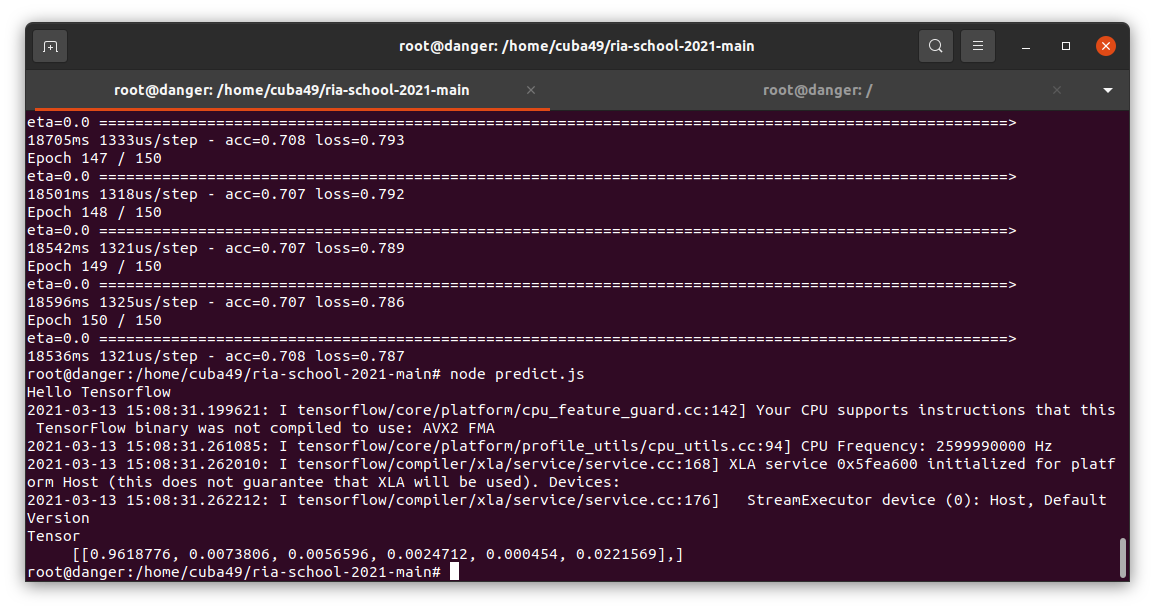 root@danger: /home/cuba49/ria-school-2021-main
root@danger: /home/cuba49/ria-school-2021-main
root@danger: /
eta=0.0 =====================================================================================================>
18705ms 1333us/step - acc=0.708 loss=0.793
Epoch 147 / 150
eta=0.0 =====================================================================================================>
18501ms 1318us/step - acc=0.707 loss=0.792
Epoch 148 / 150
eta=0.0 =====================================================================================================>
18542ms 1321us/step - acc=0.707 loss=0.789
Epoch 149 / 150
eta=0.0 =====================================================================================================>
18596ms 1325us/step - acc=0.707 loss=0.786
Epoch 150 / 150
eta=0.0 =====================================================================================================>
18536ms 1321us/step - acc=0.708 loss=0.787
root@danger:/home/cuba49/ria-school-2021-main# node predict.js
Hello Tensorflow
2021-03-13 15:08:31.199621: I tensorflow/core/platform/cpu_feature_guard.cc:142] Your CPU supports instructions that this
 TensorFlow binary was not compiled to use: AVX2 FMA
2021-03-13 15:08:31.261085: I tensorflow/core/platform/profile_utils/cpu_utils.cc:94] CPU Frequency: 2599990000 Hz
2021-03-13 15:08:31.262010: I tensorflow/compiler/xla/service/service.cc:168] XLA service 0x5fea600 initialized for platf
orm Host (this does not guarantee that XLA will be used). Devices:
2021-03-13 15:08:31.262212: I tensorflow/compiler/xla/service/service.cc:176]   StreamExecutor device (0): Host, Default
Version
Tensor
     [[0.9618776, 0.0073806, 0.0056596, 0.0024712, 0.000454, 0.0221569],]
root@danger:/home/cuba49/ria-school-2021-main#